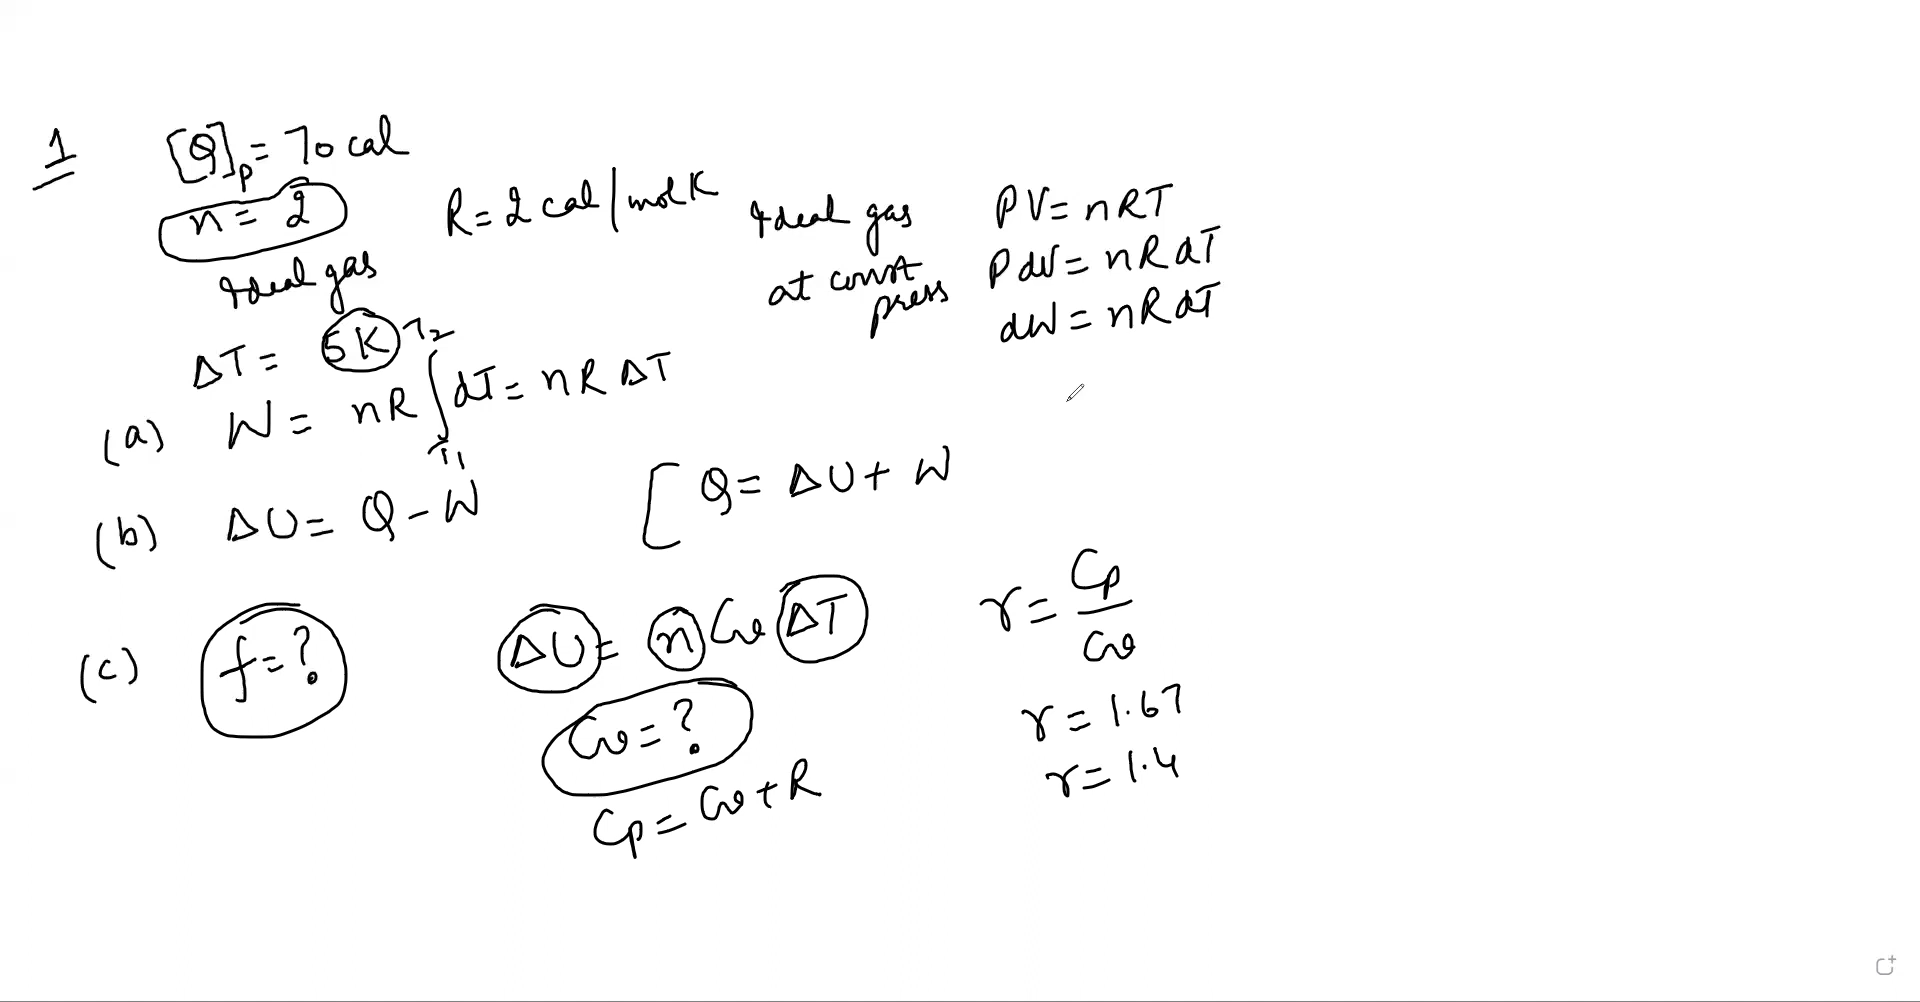 1
[Q]p = 70 cal
n = 2
R = 2 cal/mol K
Ideal gas
ΔT = 5K
(a) W = nR ∫T1T2 dT = nRΔT
(b) ΔU = Q - W
[ Q = ΔU + W
(c) f = ?
ΔU = n Cv ΔT
Cv = ?
Cp = Cv + R
Ideal gas
at const
press
PV = nRT
PdV = nRdT
dW = nRdT
γ = Cp/Cv
γ = 1.67
γ = 1.4